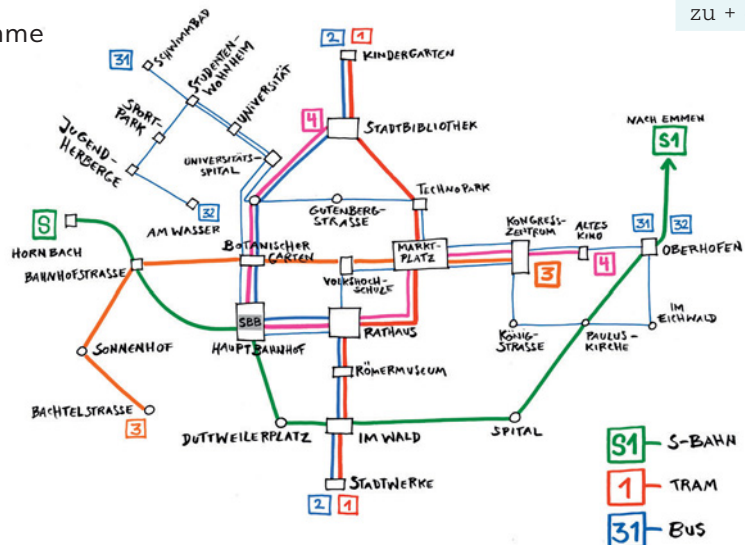 zu +
me
2 1
KINDERGARTEN
31
SCHWIMMBAD
STUDENTEN-
WOHNHEIM
UNIVERSITÄT
SPORT-
PARK
JUGEND-
HERBERGE
UNIVERSITÄTS-
SPITAL
4
STADTBIBLIOTHEK
NACH EMMEN
S1
AM WASSER
32
GUTENBERG-
STRASSE
TECHNOPARK
S
HORNBACH
BAHNHOFSTRASSE
BOTANISCHER
GARTEN
VOLKSHOCH-
SCHULE
MARKT-
PLATZ
KONGRESS-
ZENTRUM
3
ALTES
KINO
4
31 32
OBERHOFEN
SBB
HAUPTBAHNHOF
RATHAUS
KÖNIG-
STRASSE
PAULUS-
KIRCHE
IM
EICHWALD
SONNENHOF
BACHTELSTRASSE
3
RÖMERMUSEUM
DUTTWEILERPLATZ
IM WALD
SPITAL
STADTWERKE
2 1
S1 S-BAHN
1 TRAM
31 BUS